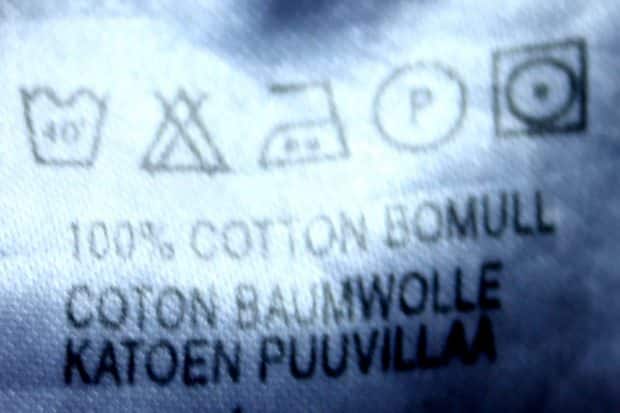 40°
P
100% COTTON BOMULL
COTON BAUMWOLLE
KATOEN PUUVILLAA